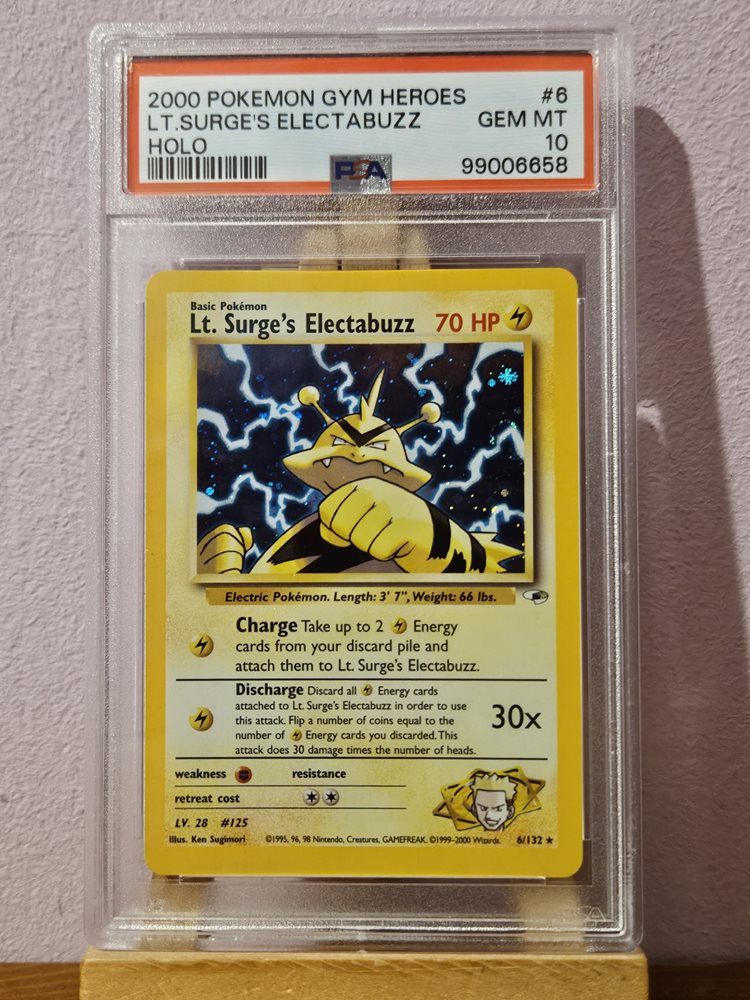 2000 POKEMON GYM HEROES #6
LT.SURGE'S ELECTABUZZ GEM MT
HOLO 10
PSA 99006658
Basic Pokémon
Lt. Surge's Electabuzz 70 HP
Electric Pokémon. Length: 3' 7", Weight: 66 lbs.
Charge Take up to 2 Energy
cards from your discard pile and
attach them to Lt. Surge's Electabuzz.
Discharge Discard all Energy cards
attached to Lt. Surge's Electabuzz in order to use
this attack. Flip a number of coins equal to the
number of Energy cards you discarded. This
attack does 30 damage times the number of heads.
30x
weakness resistance
retreat cost
LV. 28 #125
Illus. Ken Sugimori ©1995, 96, 98 Nintendo, Creatures, GAMEFREAK. ©1999-2000 Wizards. 6/132 ★
PSA